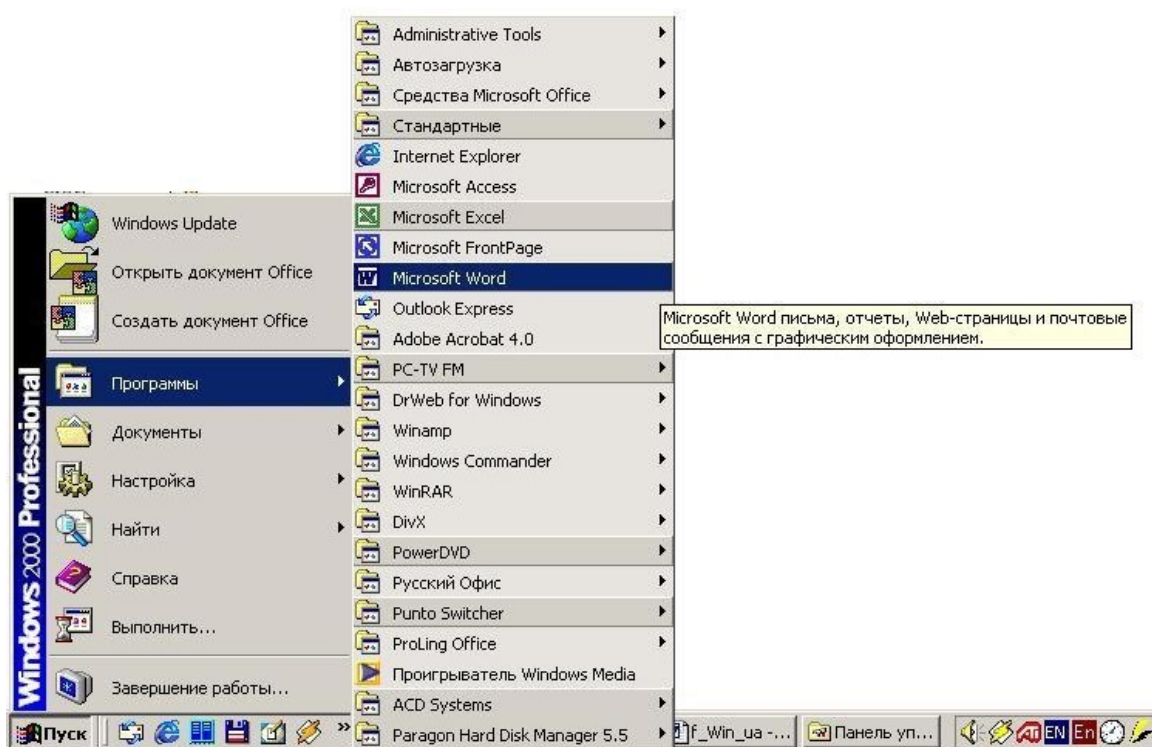 Administrative Tools
Автозагрузка
Средства Microsoft Office
Стандартные
Internet Explorer
Microsoft Access
Microsoft Excel
Microsoft FrontPage
Microsoft Word
Outlook Express
Adobe Acrobat 4.0
PC-TV FM
DrWeb for Windows
Winamp
Windows Commander
WinRAR
DivX
PowerDVD
Русский Офис
Punto Switcher
ProLing Office
Проигрыватель Windows Media
ACD Systems
Paragon Hard Disk Manager 5.5
Microsoft Word письма, отчеты, Web-страницы и почтовые
сообщения с графическим оформлением.
Windows Update
Открыть документ Office
Создать документ Office
Программы
Документы
Настройка
Найти
Справка
Выполнить...
Завершение работы...
Windows 2000 Professional
Пуск
»
f_Win_ua -...
Панель уп...
EN
En